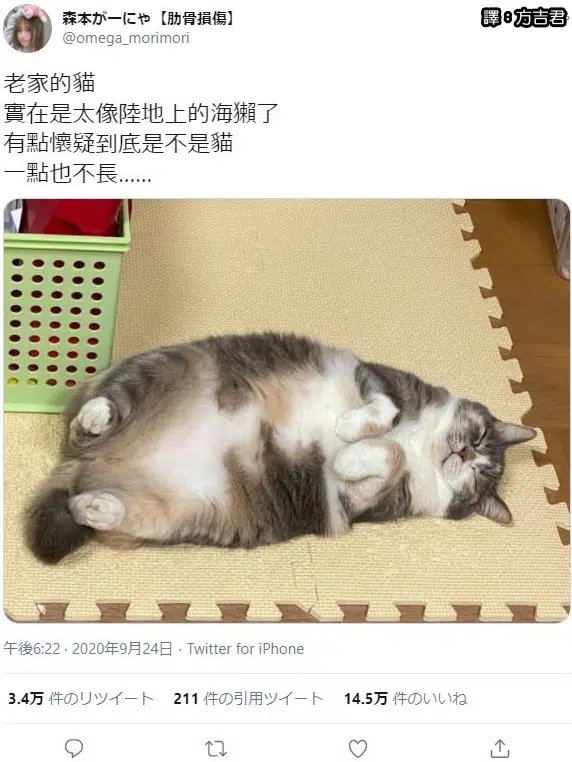 森本がーにゃ【肋骨損傷】
譯8方吉君
@omega_morimori
老家的貓
實在是太像陸地上的海獺了
有點懷疑到底是不是貓
一點也不長......
午後6:22 · 2020年9月24日 · Twitter for iPhone
3.4万 件のリツイート 211 件の引用ツイート 14.5万 件のいいね